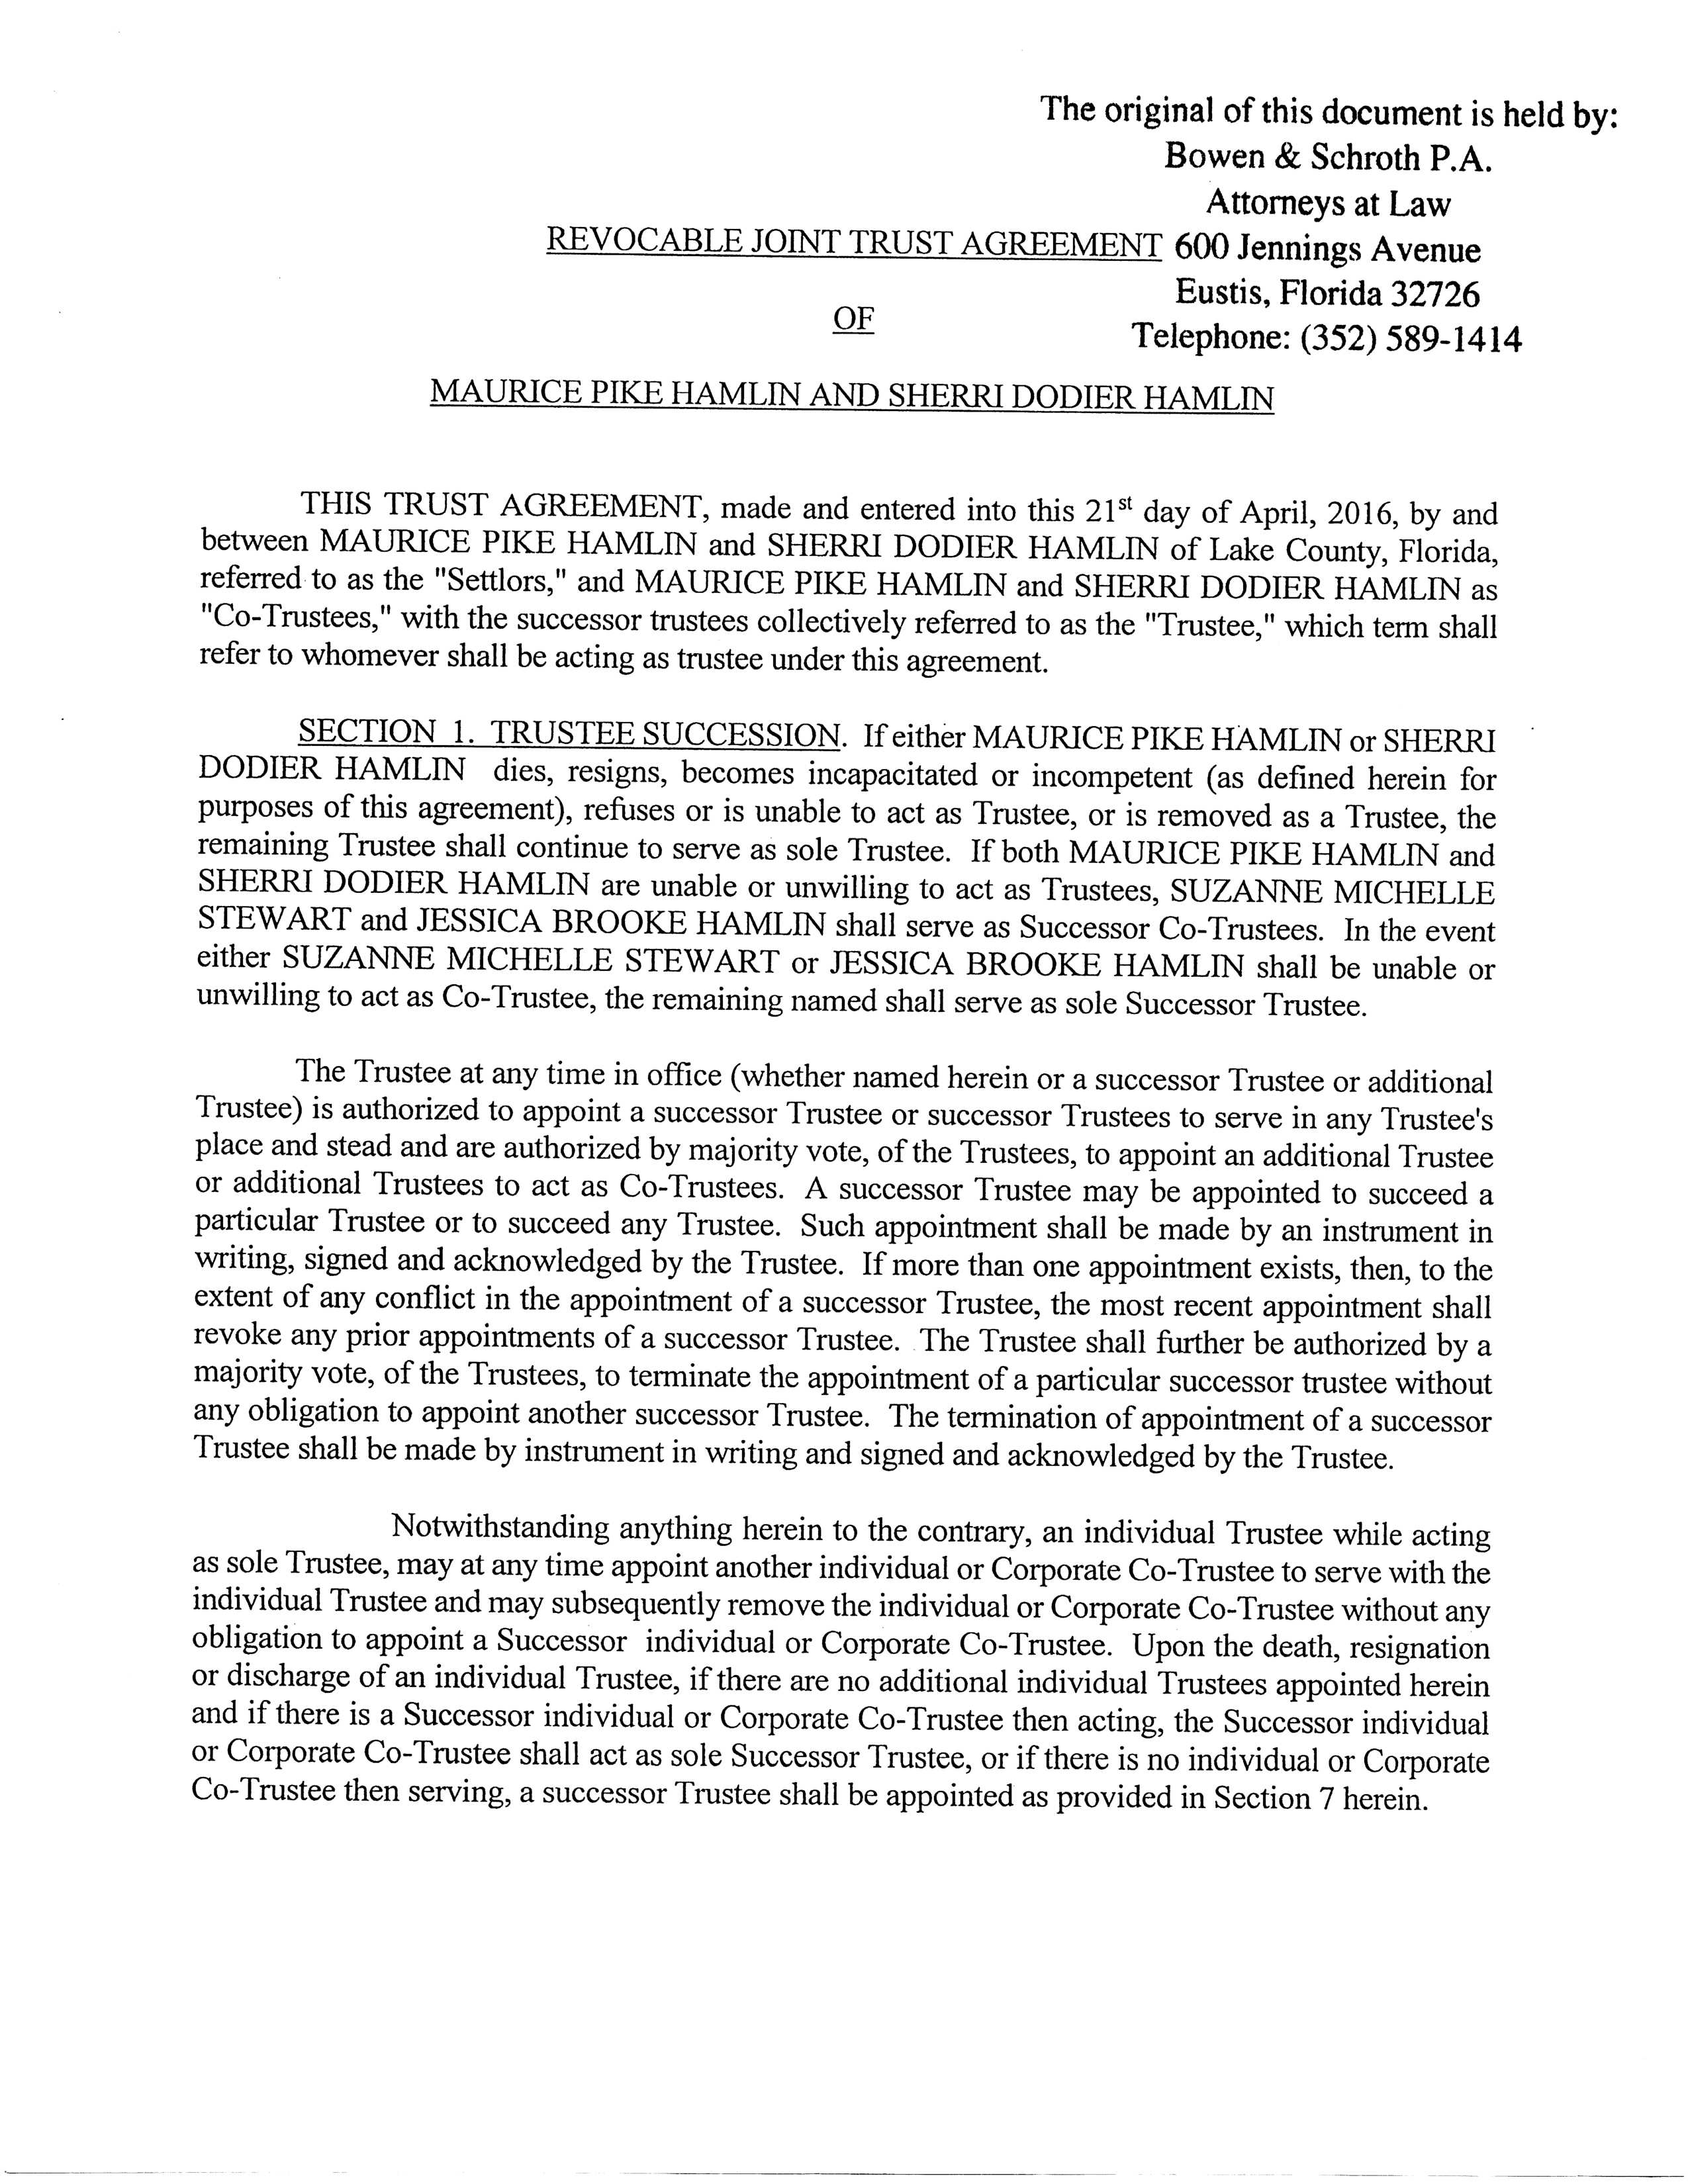 The original of this document is held by:
Bowen & Schroth P.A.
Attorneys at Law
600 Jennings Avenue
Eustis, Florida 32726
Telephone: (352) 589-1414
REVOCABLE JOINT TRUST AGREEMENT
OF
MAURICE PIKE HAMLIN AND SHERRI DODIER HAMLIN
THIS TRUST AGREEMENT, made and entered into this 21st day of April, 2016, by and
between MAURICE PIKE HAMLIN and SHERRI DODIER HAMLIN of Lake County, Florida,
referred to as the "Settlors," and MAURICE PIKE HAMLIN and SHERRI DODIER HAMLIN as
"Co-Trustees," with the successor trustees collectively referred to as the "Trustee," which term shall
refer to whomever shall be acting as trustee under this agreement.
SECTION 1. TRUSTEE SUCCESSION. If either MAURICE PIKE HAMLIN or SHERRI
DODIER HAMLIN dies, resigns, becomes incapacitated or incompetent (as defined herein for
purposes of this agreement), refuses or is unable to act as Trustee, or is removed as a Trustee, the
remaining Trustee shall continue to serve as sole Trustee. If both MAURICE PIKE HAMLIN and
SHERRI DODIER HAMLIN are unable or unwilling to act as Trustees, SUZANNE MICHELLE
STEWART and JESSICA BROOKE HAMLIN shall serve as Successor Co-Trustees. In the event
either SUZANNE MICHELLE STEWART or JESSICA BROOKE HAMLIN shall be unable or
unwilling to act as Co-Trustee, the remaining named shall serve as sole Successor Trustee.
The Trustee at any time in office (whether named herein or a successor Trustee or additional
Trustee) is authorized to appoint a successor Trustee or successor Trustees to serve in any Trustee's
place and stead and are authorized by majority vote, of the Trustees, to appoint an additional Trustee
or additional Trustees to act as Co-Trustees. A successor Trustee may be appointed to succeed a
particular Trustee or to succeed any Trustee. Such appointment shall be made by an instrument in
writing, signed and acknowledged by the Trustee. If more than one appointment exists, then, to the
extent of any conflict in the appointment of a successor Trustee, the most recent appointment shall
revoke any prior appointments of a successor Trustee. The Trustee shall further be authorized by a
majority vote, of the Trustees, to terminate the appointment of a particular successor trustee without
any obligation to appoint another successor Trustee. The termination of appointment of a successor
Trustee shall be made by instrument in writing and signed and acknowledged by the Trustee.
Notwithstanding anything herein to the contrary, an individual Trustee while acting
as sole Trustee, may at any time appoint another individual or Corporate Co-Trustee to serve with the
individual Trustee and may subsequently remove the individual or Corporate Co-Trustee without any
obligation to appoint a Successor individual or Corporate Co-Trustee. Upon the death, resignation
or discharge of an individual Trustee, if there are no additional individual Trustees appointed herein
and if there is a Successor individual or Corporate Co-Trustee then acting, the Successor individual
or Corporate Co-Trustee shall act as sole Successor Trustee, or if there is no individual or Corporate
Co-Trustee then serving, a successor Trustee shall be appointed as provided in Section 7 herein.